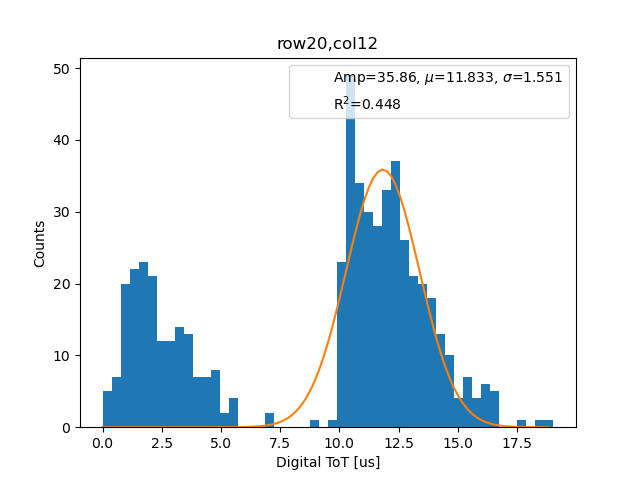 row20,col12
Amp=35.86, μ=11.833, σ=1.551
R²=0.448
Counts
50
40
30
20
10
0
0.0 2.5 5.0 7.5 10.0 12.5 15.0 17.5
Digital ToT [us]